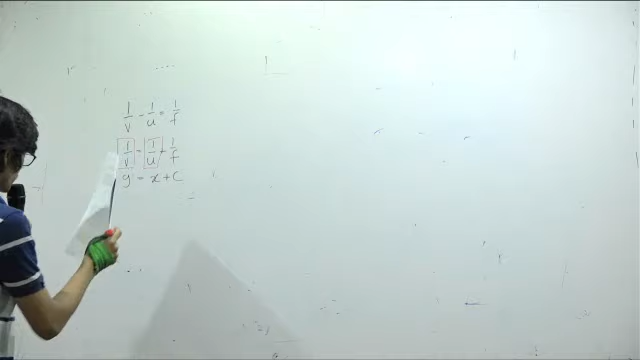 1/v - 1/u = 1/f
1/v = 1/u + 1/f
y = x + c